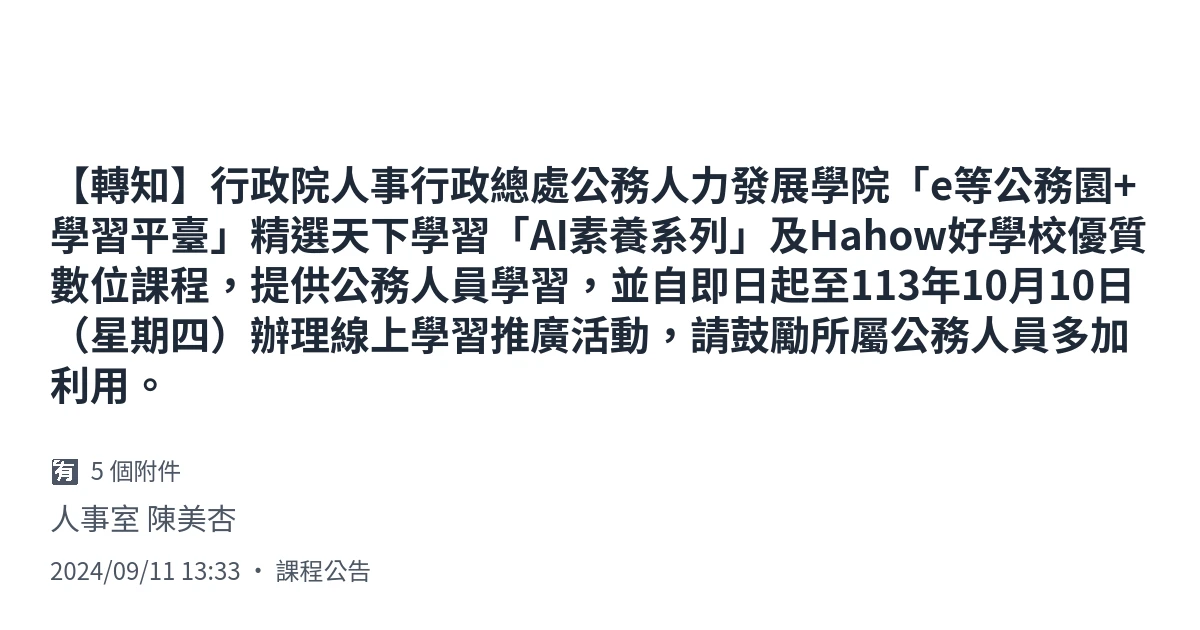 【轉知】行政院人事行政總處公務人力發展學院「e等公務園+
學習平臺」精選天下學習「AI素養系列」及Hahow好學校優質
數位課程，提供公務人員學習，並自即日起至113年10月10日
（星期四）辦理線上學習推廣活動，請鼓勵所屬公務人員多加
利用。
有 5 個附件
人事室 陳美杏
2024/09/11 13:33 ・ 課程公告